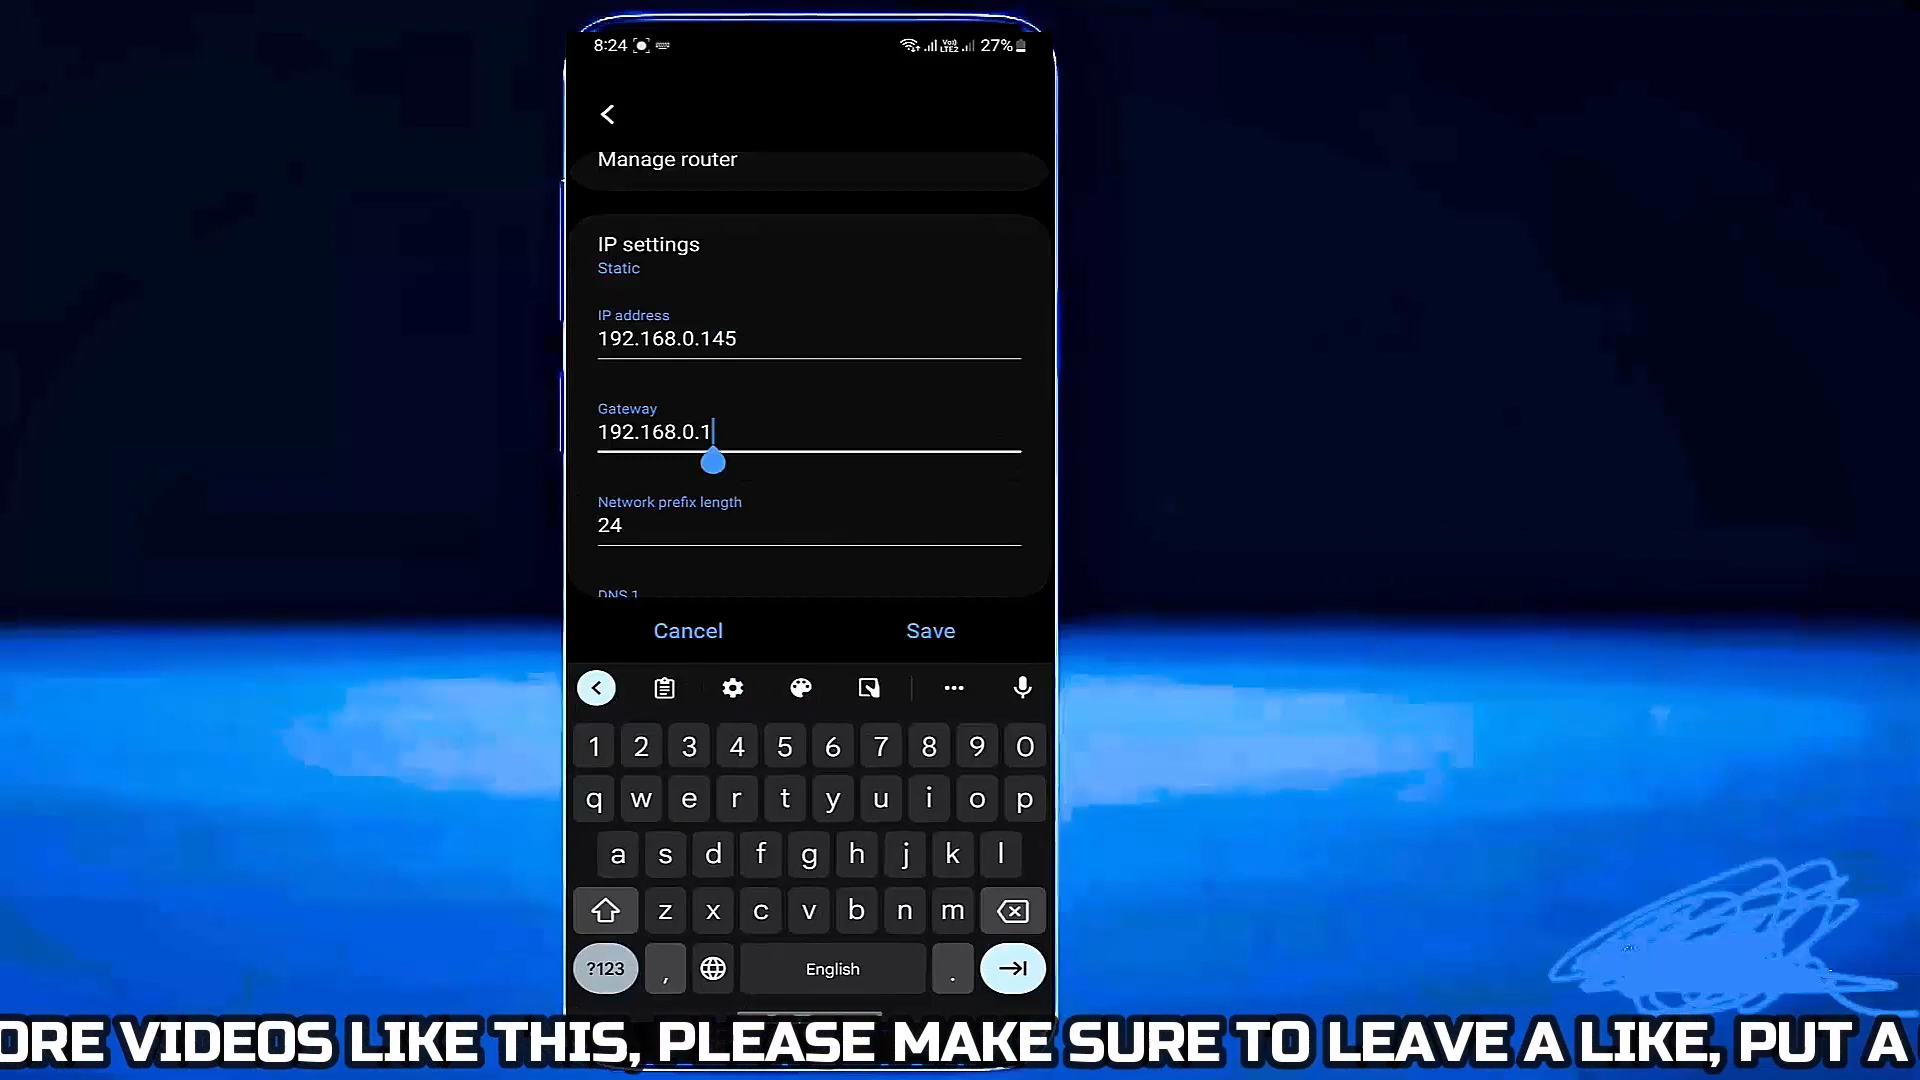 8:24
Vo)) LTE2 27%
Manage router
IP settings
Static
IP address
192.168.0.145
Gateway
192.168.0.1
Network prefix length
24
DNS 1
Cancel Save
1 2 3 4 5 6 7 8 9 0
q w e r t y u i o p
a s d f g h j k l
z x c v b n m
?123 , English .
ORE VIDEOS LIKE THIS, PLEASE MAKE SURE TO LEAVE A LIKE, PUT A